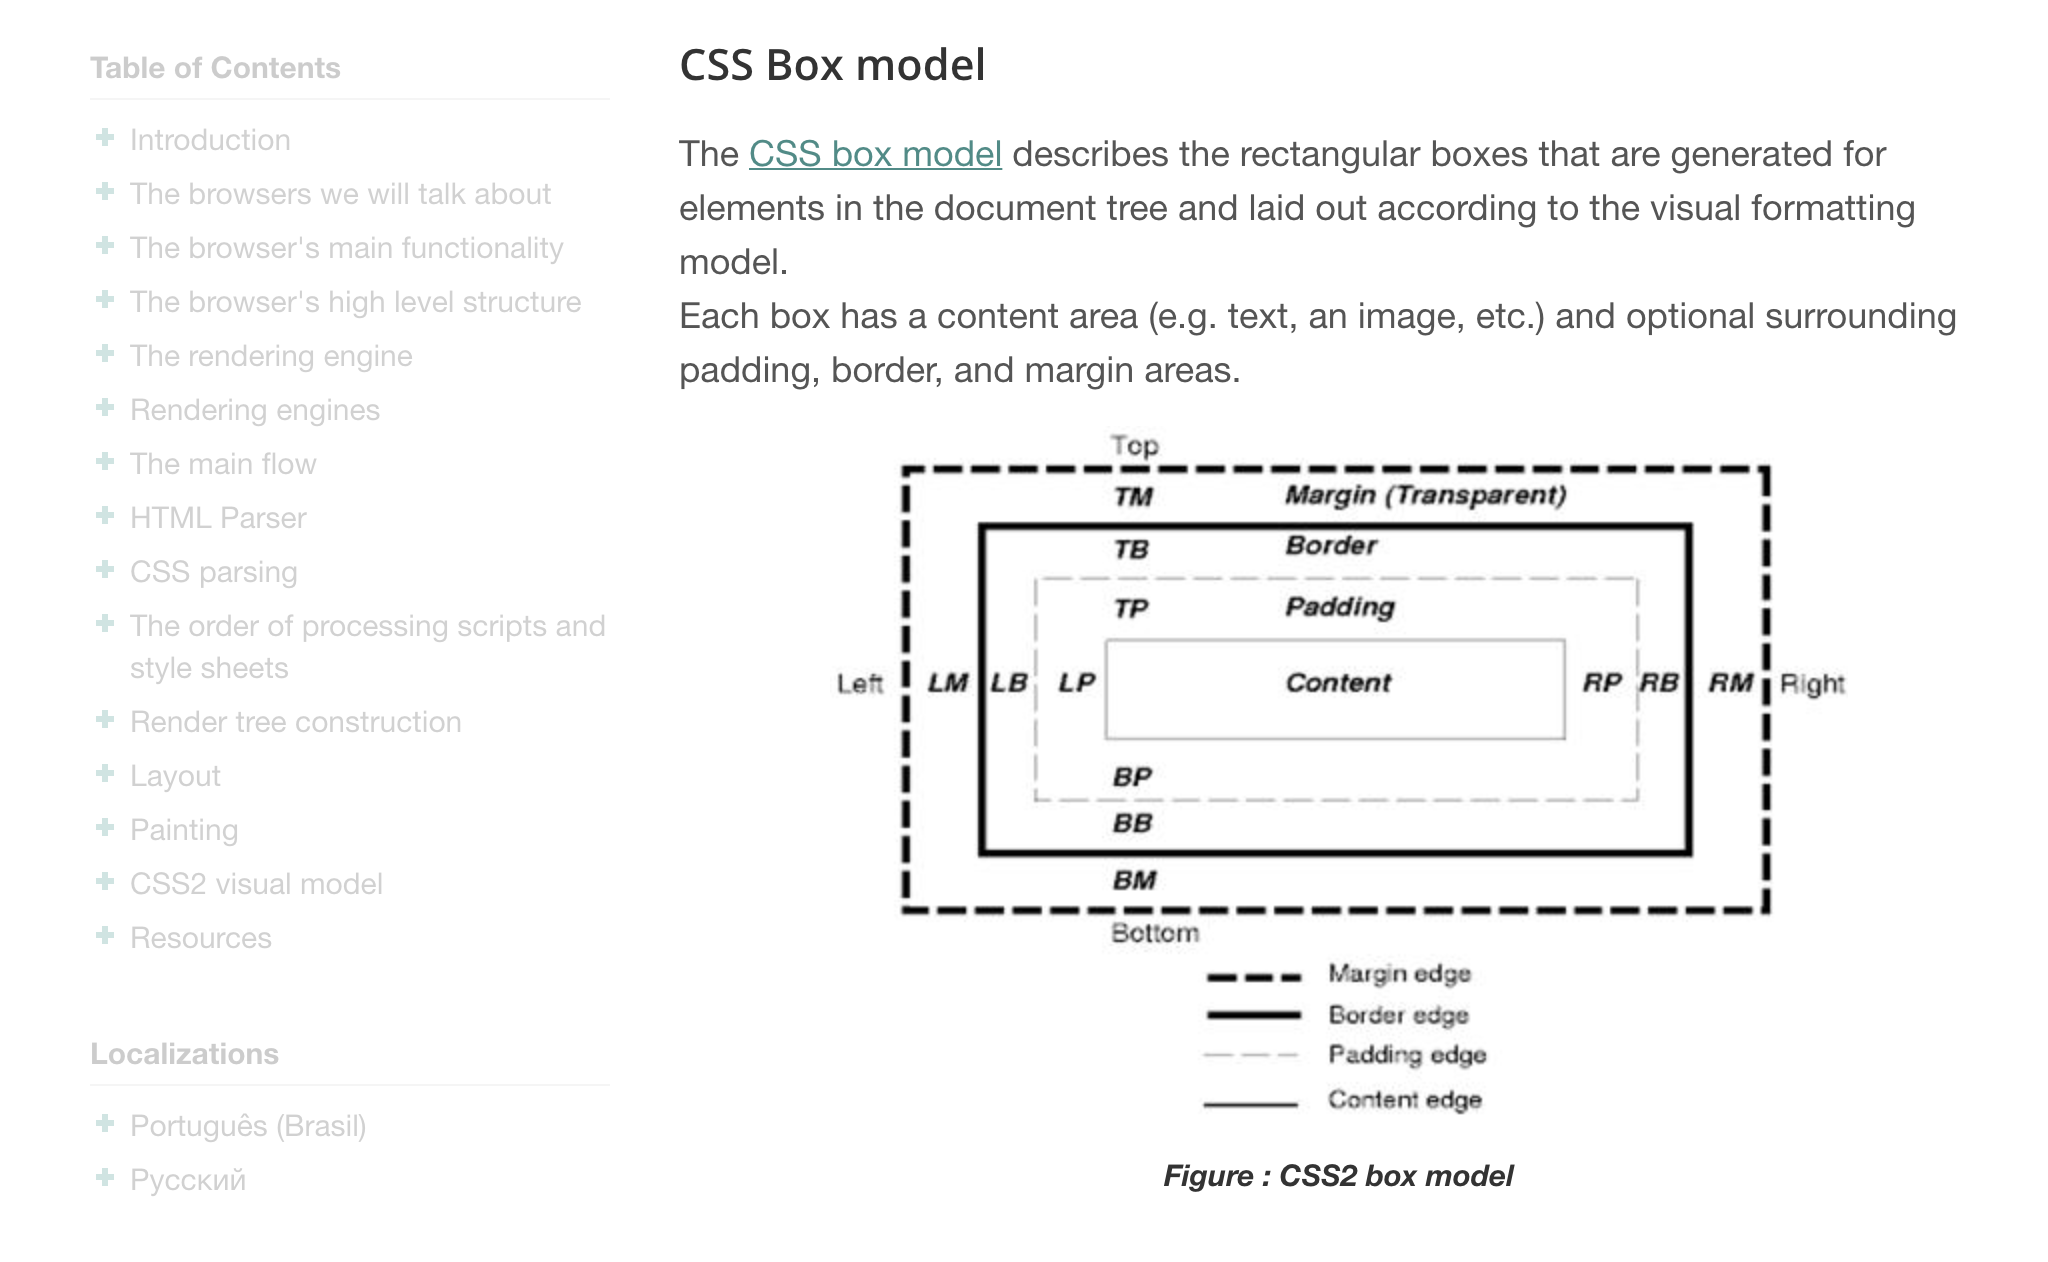 Table of Contents
Introduction
The browsers we will talk about
The browser's main functionality
The browser's high level structure
The rendering engine
Rendering engines
The main flow
HTML Parser
CSS parsing
The order of processing scripts and
style sheets
Render tree construction
Layout
Painting
CSS2 visual model
Resources
Localizations
Português (Brasil)
Русский
CSS Box model
The CSS box model describes the rectangular boxes that are generated for
elements in the document tree and laid out according to the visual formatting
model.
Each box has a content area (e.g. text, an image, etc.) and optional surrounding
padding, border, and margin areas.
Top
TM Margin (Transparent)
TB Border
TP Padding
Left LM LB LP Content RP RB RM Right
BP
BB
BM
Bottom
Margin edge
Border edge
Padding edge
Content edge
Figure : CSS2 box model